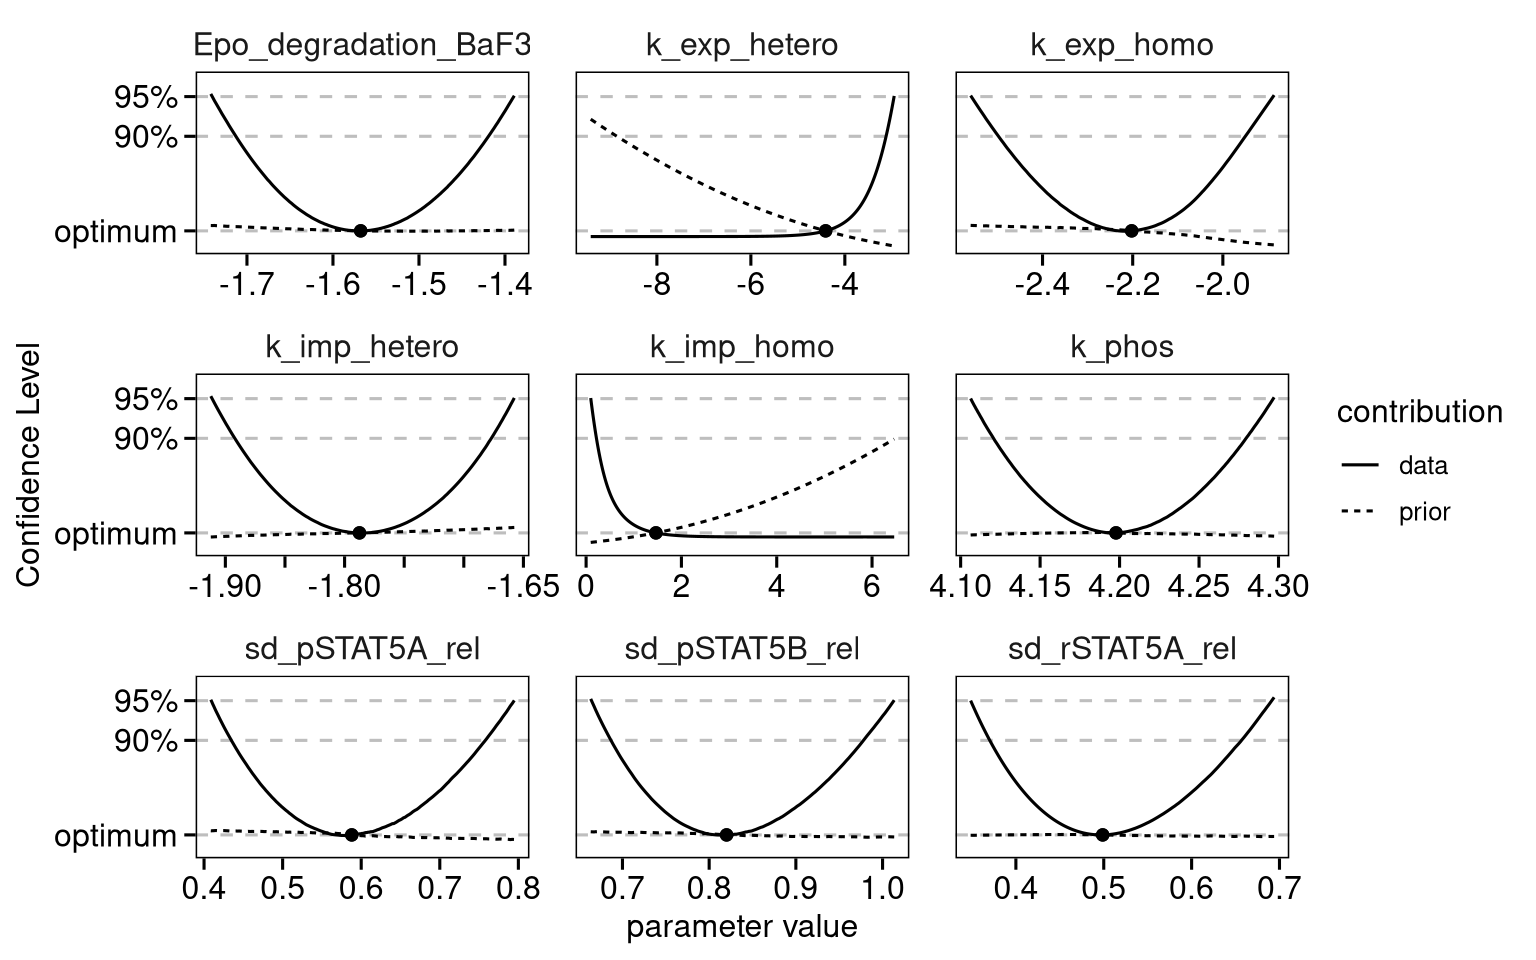 Epo_degradation_BaF3 k_exp_hetero k_exp_homo
95%
90%
optimum
-1.7 -1.6 -1.5 -1.4 -8 -6 -4 -2.4 -2.2 -2.0
k_imp_hetero k_imp_homo k_phos
95%
90%
optimum
-1.90 -1.80 -1.65 0 2 4 6 4.10 4.15 4.20 4.25 4.30
sd_pSTAT5A_rel sd_pSTAT5B_rel sd_rSTAT5A_rel
95%
90%
optimum
0.4 0.5 0.6 0.7 0.8 0.7 0.8 0.9 1.0 0.4 0.5 0.6 0.7
parameter value
Confidence Level
contribution
data
prior